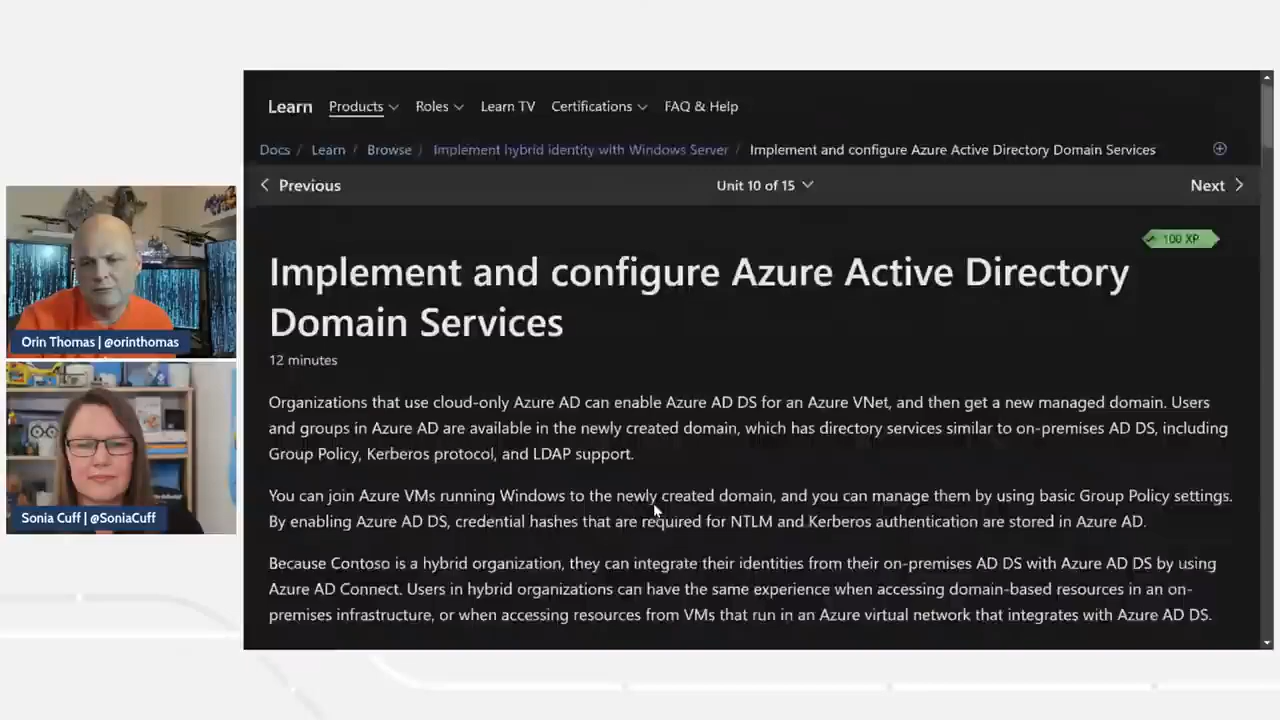 Learn Products Roles Learn TV Certifications FAQ & Help
Docs / Learn / Browse / Implement hybrid identity with Windows Server / Implement and configure Azure Active Directory Domain Services
Previous Unit 10 of 15 Next
100 XP
Implement and configure Azure Active Directory
Domain Services
12 minutes
Organizations that use cloud-only Azure AD can enable Azure AD DS for an Azure VNet, and then get a new managed domain. Users
and groups in Azure AD are available in the newly created domain, which has directory services similar to on-premises AD DS, including
Group Policy, Kerberos protocol, and LDAP support.
You can join Azure VMs running Windows to the newly created domain, and you can manage them by using basic Group Policy settings.
By enabling Azure AD DS, credential hashes that are required for NTLM and Kerberos authentication are stored in Azure AD.
Because Contoso is a hybrid organization, they can integrate their identities from their on-premises AD DS with Azure AD DS by using
Azure AD Connect. Users in hybrid organizations can have the same experience when accessing domain-based resources in an on-
premises infrastructure, or when accessing resources from VMs that run in an Azure virtual network that integrates with Azure AD DS.
Orin Thomas | @orinthomas
Sonia Cuff | @SoniaCuff